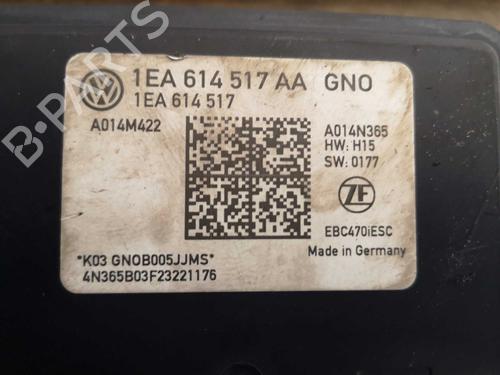 1EA 614 517 AA GNO
1EA 614 517
A014M422
A014N365
HW: H15
SW: 0177
ZF
EBC470iESC
Made in Germany
*K03 GNOB005JJMS*
4N365B03F23221176
B-PARTS